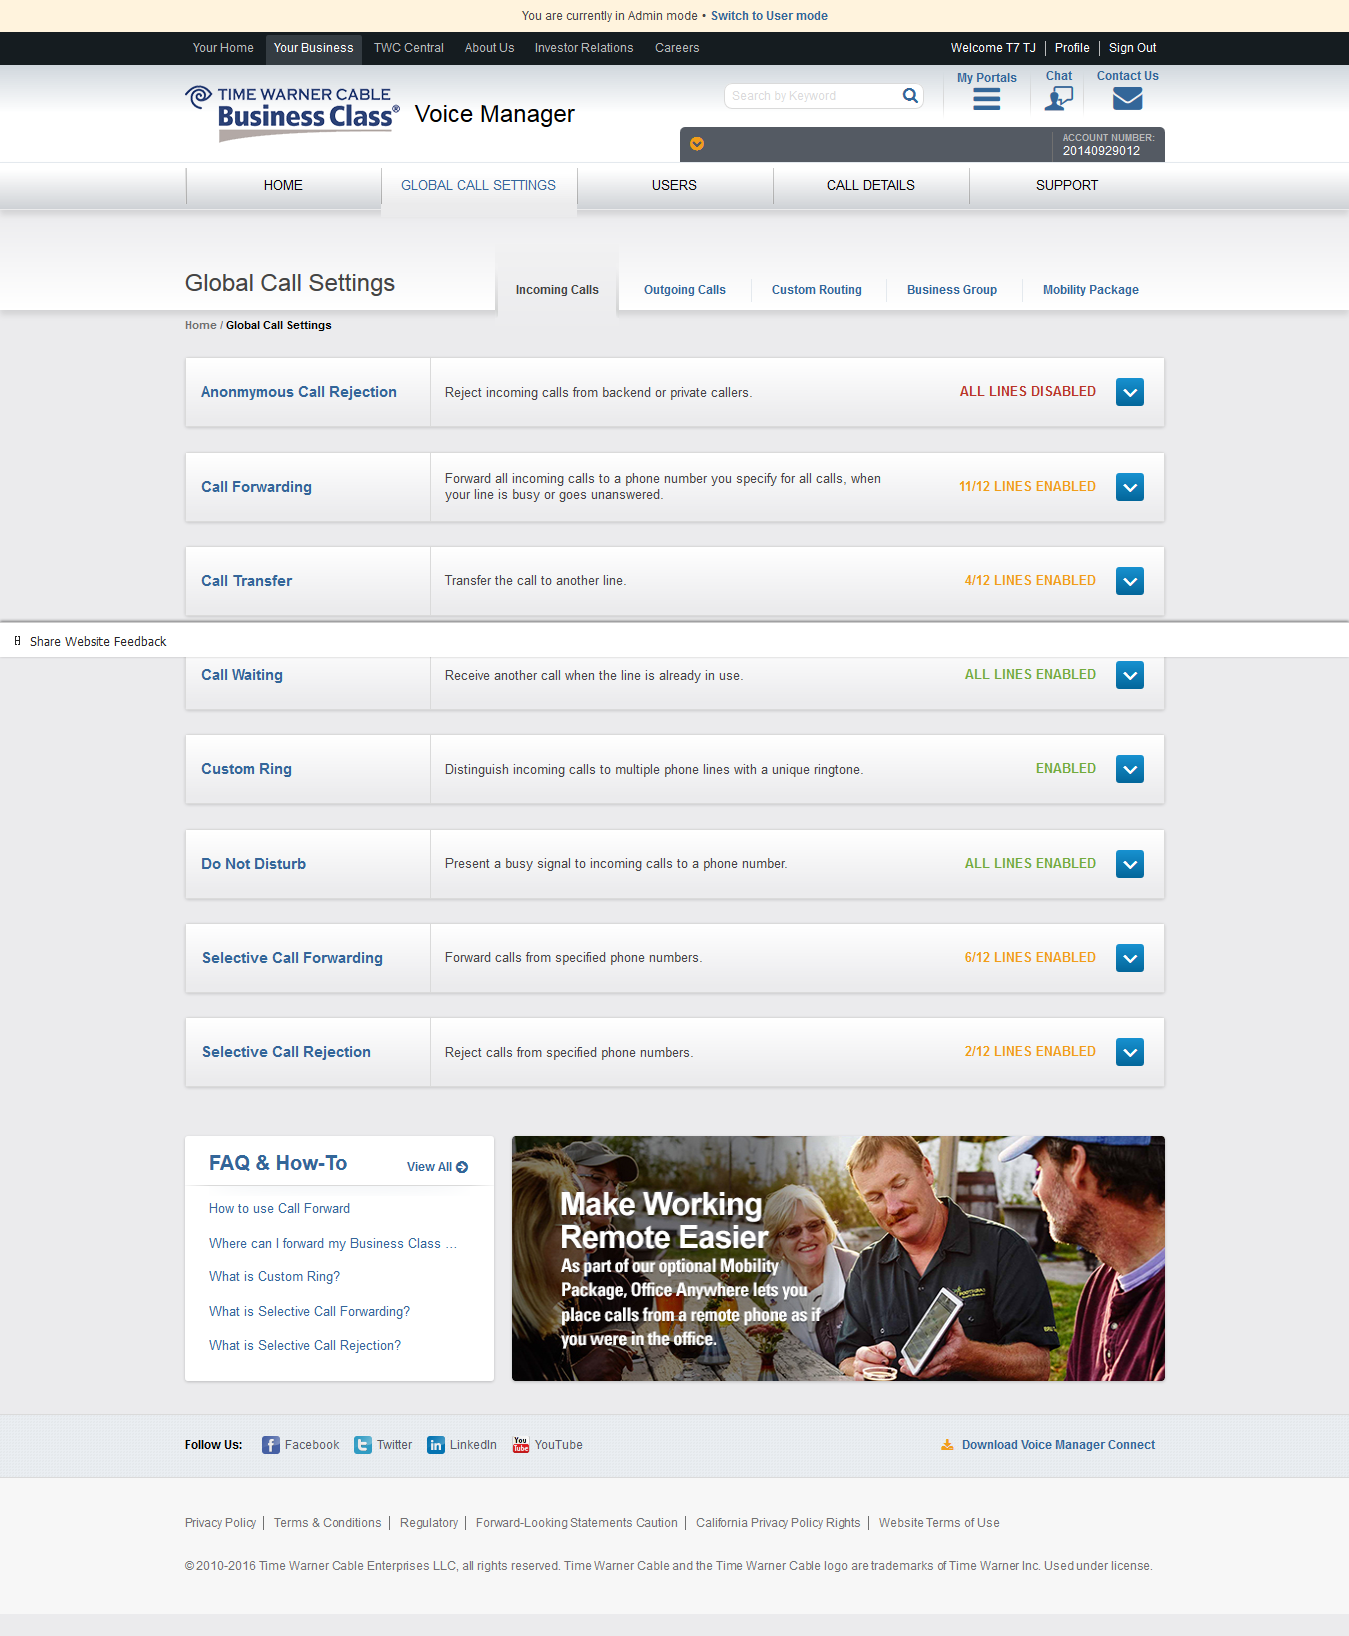 You are currently in Admin mode • Switch to User mode
Your Home Your Business TWC Central About Us Investor Relations Careers Welcome T7 TJ | Profile | Sign Out
My Portals Chat Contact Us
Search by Keyword
TIME WARNER CABLE
Business Class® Voice Manager
ACCOUNT NUMBER:
20140929012
HOME GLOBAL CALL SETTINGS USERS CALL DETAILS SUPPORT
Global Call Settings Incoming Calls Outgoing Calls Custom Routing Business Group Mobility Package
Home / Global Call Settings
Anonmymous Call Rejection Reject incoming calls from backend or private callers. ALL LINES DISABLED
Call Forwarding Forward all incoming calls to a phone number you specify for all calls, when
your line is busy or goes unanswered. 11/12 LINES ENABLED
Call Transfer Transfer the call to another line. 4/12 LINES ENABLED
Share Website Feedback
Call Waiting Receive another call when the line is already in use. ALL LINES ENABLED
Custom Ring Distinguish incoming calls to multiple phone lines with a unique ringtone. ENABLED
Do Not Disturb Present a busy signal to incoming calls to a phone number. ALL LINES ENABLED
Selective Call Forwarding Forward calls from specified phone numbers. 6/12 LINES ENABLED
Selective Call Rejection Reject calls from specified phone numbers. 2/12 LINES ENABLED
FAQ & How-To View All
How to use Call Forward
Where can I forward my Business Class ...
What is Custom Ring?
What is Selective Call Forwarding?
What is Selective Call Rejection?
Make Working
Remote Easier
As part of our optional Mobility
Package, Office Anywhere lets you
place calls from a remote phone as if
you were in the office.
Follow Us: Facebook Twitter LinkedIn YouTube Download Voice Manager Connect
Privacy Policy | Terms & Conditions | Regulatory | Forward-Looking Statements Caution | California Privacy Policy Rights | Website Terms of Use
© 2010-2016 Time Warner Cable Enterprises LLC, all rights reserved. Time Warner Cable and the Time Warner Cable logo are trademarks of Time Warner Inc. Used under license.